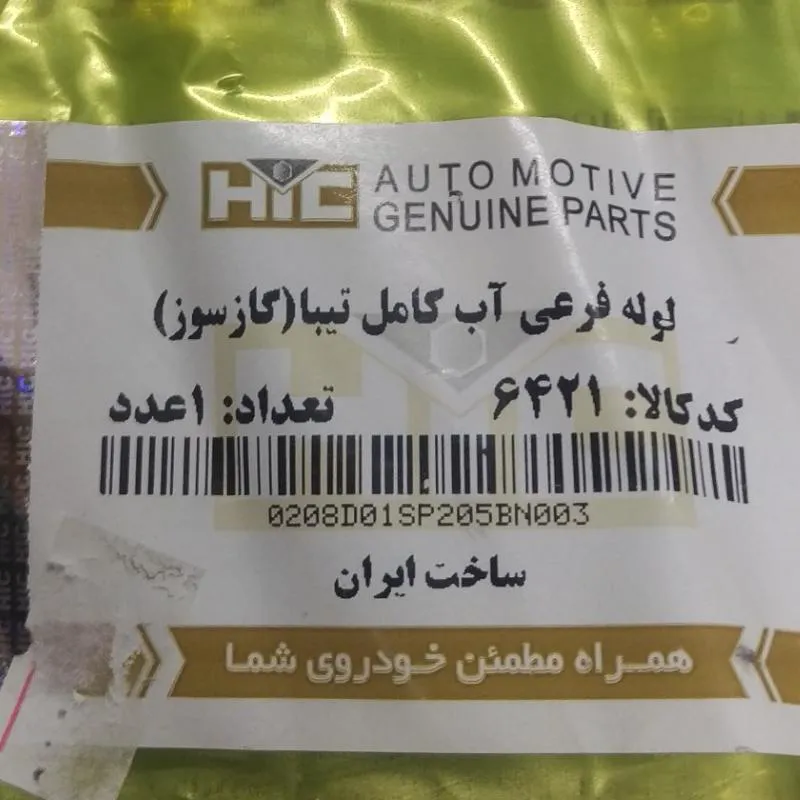 HIC AUTO MOTIVE
GENUINE PARTS
لوله فرعی آب کامل تیبا(گازسوز)
کدکالا: ۶۴۲۱ تعداد: ۱عدد
0208D01SP205BN003
ساخت ایران
همراه مطمئن خودروی شما